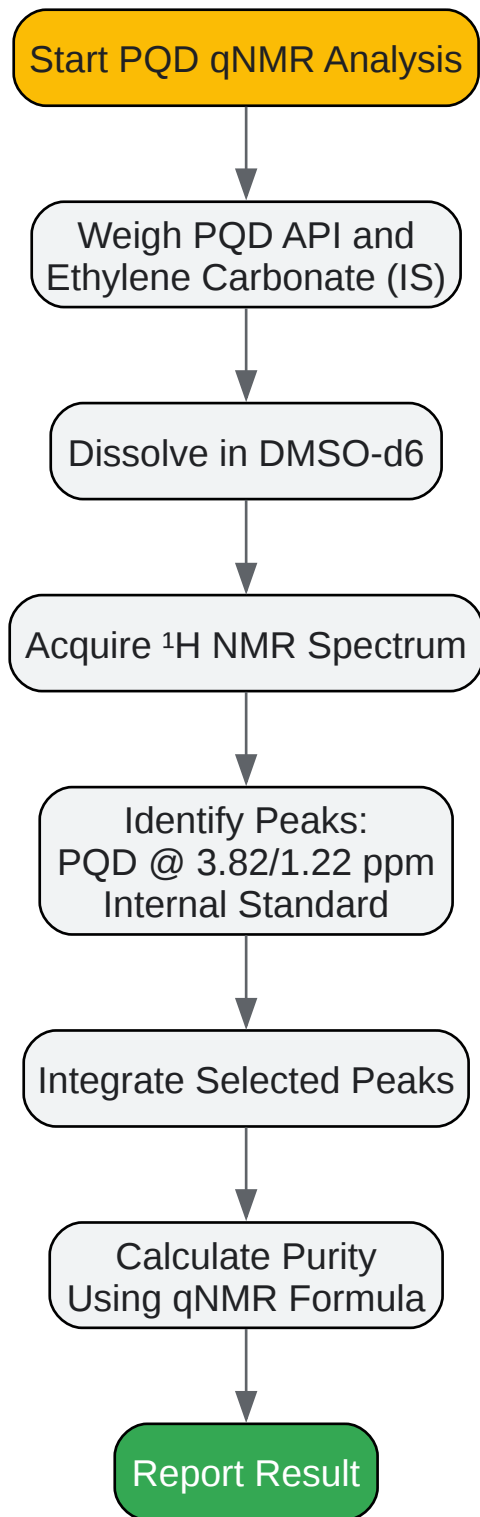 Start PQD qNMR Analysis
Weigh PQD API and
Ethylene Carbonate (IS)
Dissolve in DMSO-d6
Acquire ¹H NMR Spectrum
Identify Peaks:
PQD @ 3.82/1.22 ppm
Internal Standard
Integrate Selected Peaks
Calculate Purity
Using qNMR Formula
Report Result